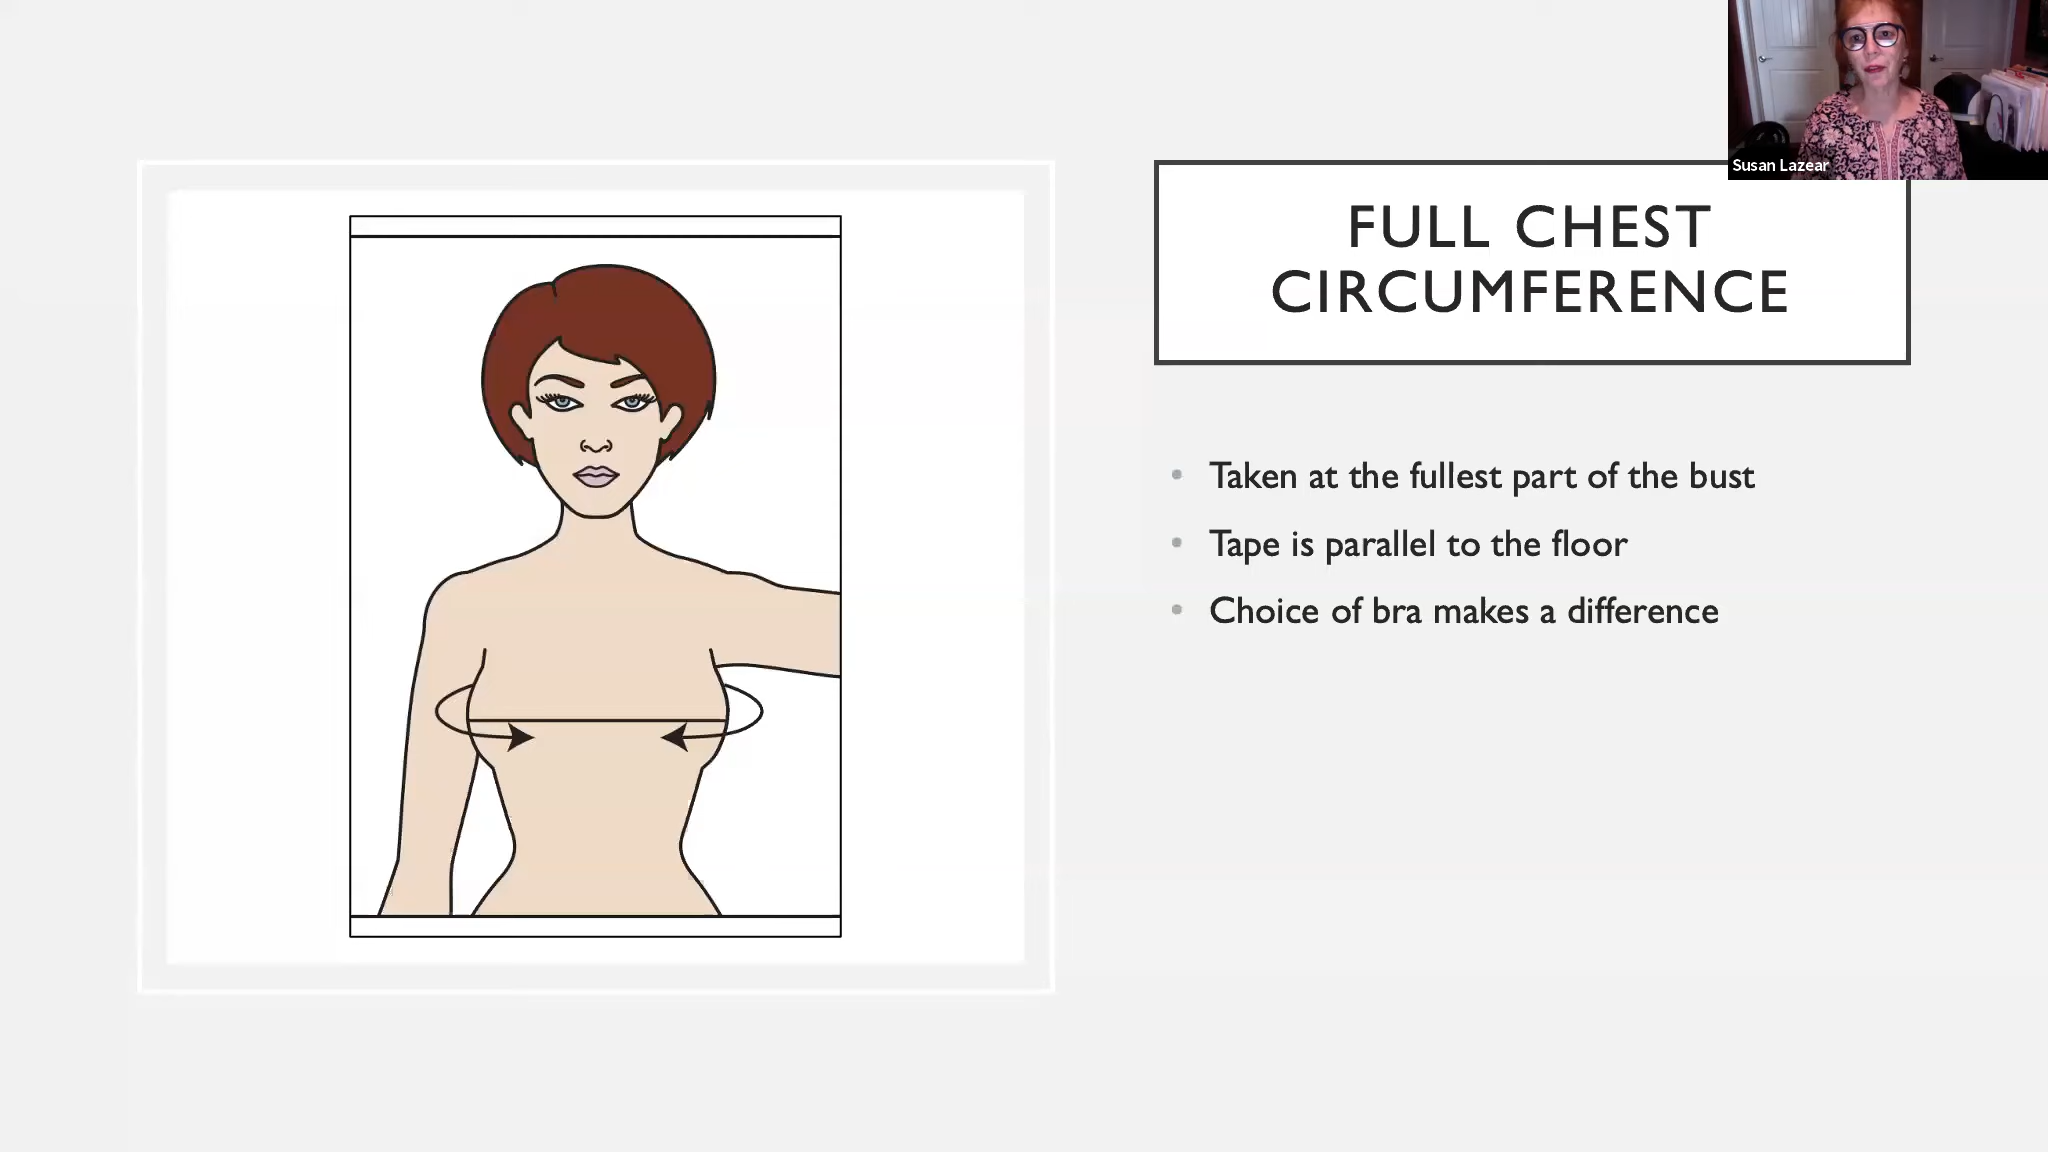 Susan Lazear
FULL CHEST
CIRCUMFERENCE
• Taken at the fullest part of the bust
• Tape is parallel to the floor
• Choice of bra makes a difference